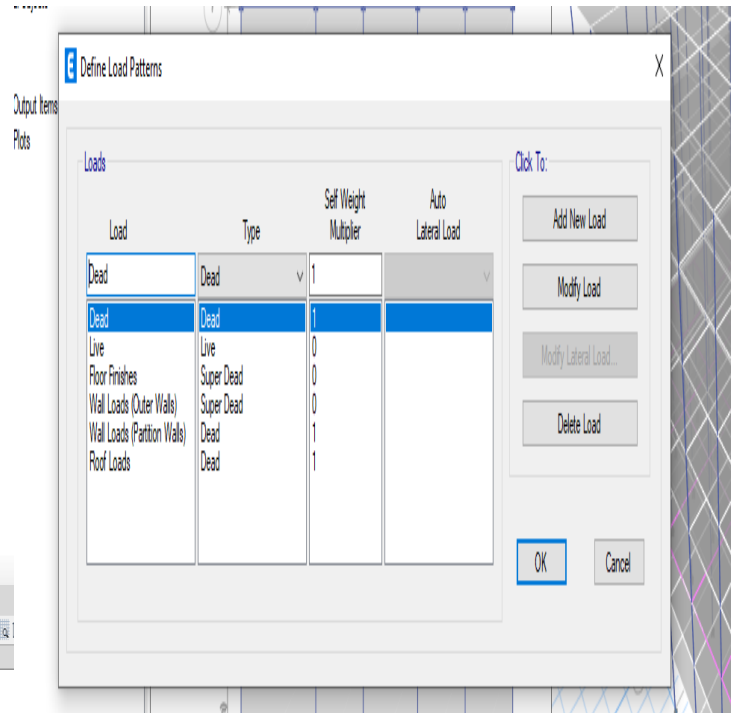 Define Load Patterns
Output Items
Plots
Loads
Click To:
Load
Type
Self Weight
Multiplier
Auto
Lateral Load
Dead Dead 1
Dead Dead 1
Live Live 0
Floor Finishes Super Dead 0
Wall Loads (Outer Walls) Super Dead 0
Wall Loads (Partition Walls) Dead 1
Roof Loads Dead 1
Add New Load
Modify Load
Modify Lateral Load...
Delete Load
OK
Cancel